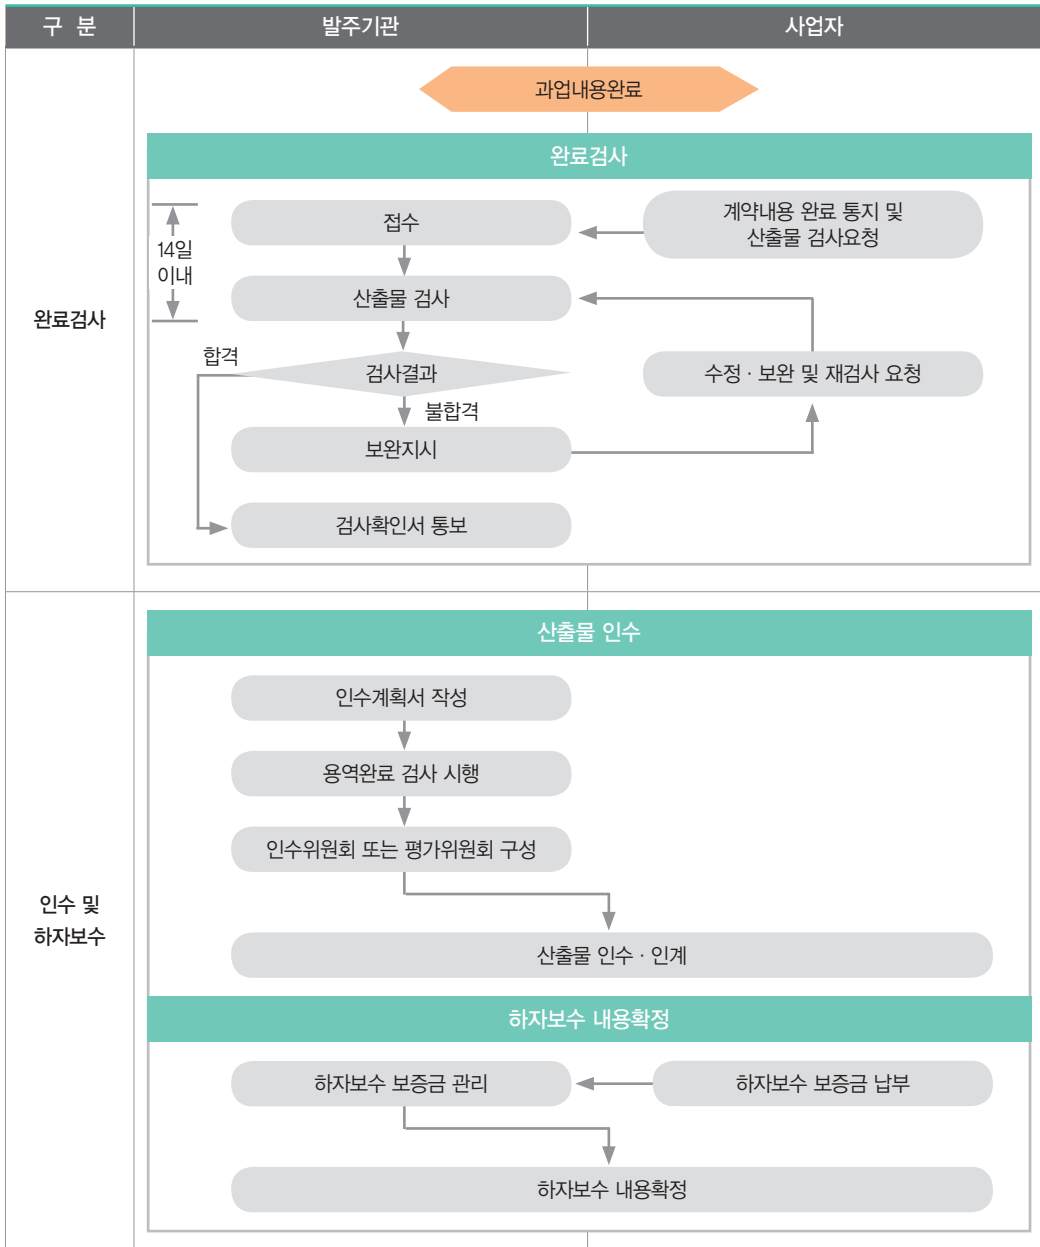 구 분
발주기관
사업자
과업내용완료
완료검사
완료검사
14일
이내
접수
계약내용 완료 통지 및
산출물 검사요청
산출물 검사
합격
검사결과
수정 · 보완 및 재검사 요청
불합격
보완지시
검사확인서 통보
인수 및
하자보수
산출물 인수
인수계획서 작성
용역완료 검사 시행
인수위원회 또는 평가위원회 구성
산출물 인수 · 인계
하자보수 내용확정
하자보수 보증금 관리
하자보수 보증금 납부
하자보수 내용확정